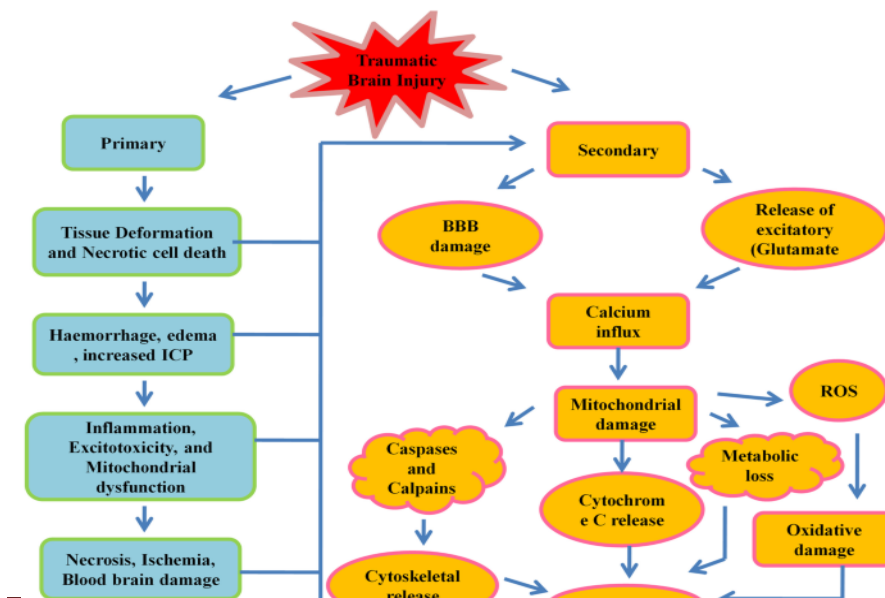 Traumatic
Brain Injury
Primary
Secondary
Tissue Deformation
and Necrotic cell death
BBB
damage
Release of
excitatory
(Glutamate
Haemorrhage, edema
, increased ICP
Calcium
influx
Inflammation,
Excitotoxicity, and
Mitochondrial
dysfunction
Mitochondrial
damage
ROS
Caspases
and
Calpains
Metabolic
loss
Cytochrom
e C release
Oxidative
damage
Necrosis, Ischemia,
Blood brain damage
Cytoskeletal
release